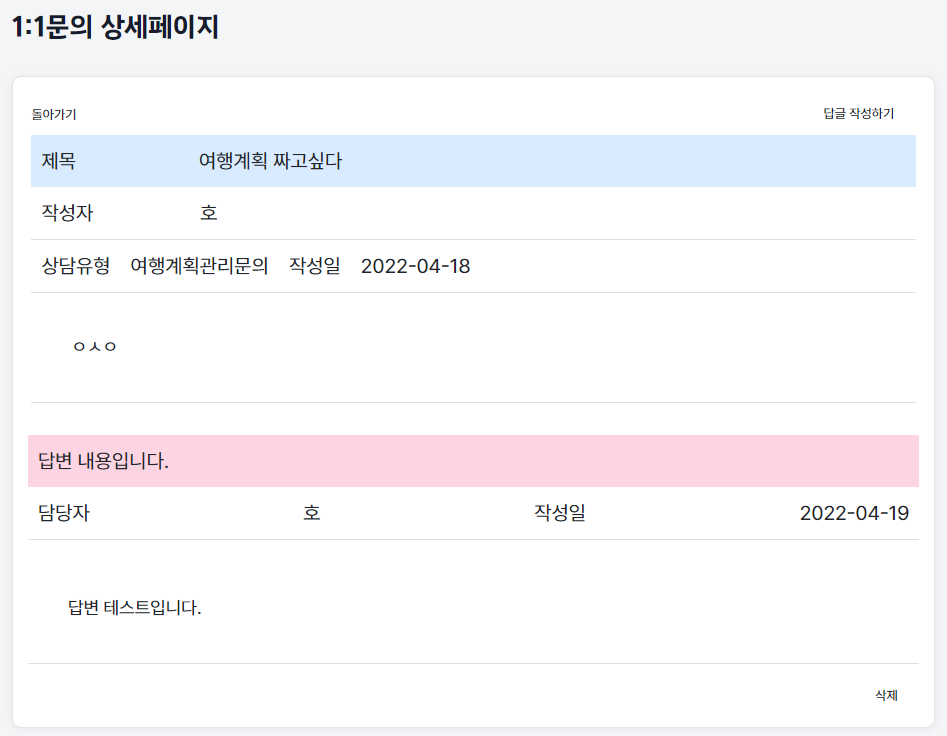 1:1문의 상세페이지
돌아가기 답글 작성하기
제목 여행계획 짜고싶다
작성자 호
상담유형 여행계획관리문의 작성일 2022-04-18
ㅇㅅㅇ
답변 내용입니다.
담당자 호 작성일 2022-04-19
답변 테스트입니다.
삭제